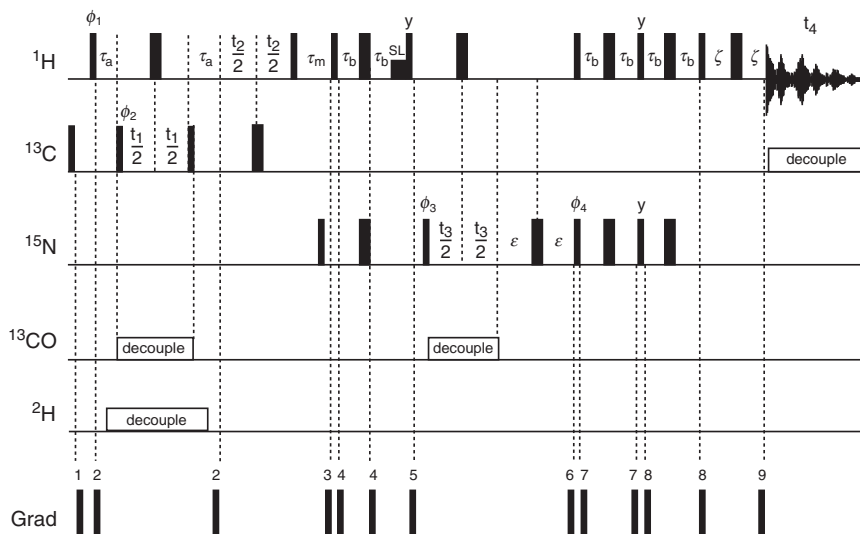 ϕ1 y y t4
1H τa τa t2/2 t2/2 τm τb τb SL τb τb τb τb ζ ζ
ϕ2
13C t1/2 t1/2 decouple
ϕ3 ϕ4 y
15N t3/2 t3/2 ε ε
13CO decouple decouple
2H decouple
1 2 2 3 4 4 5 6 7 7 8 8 9
Grad